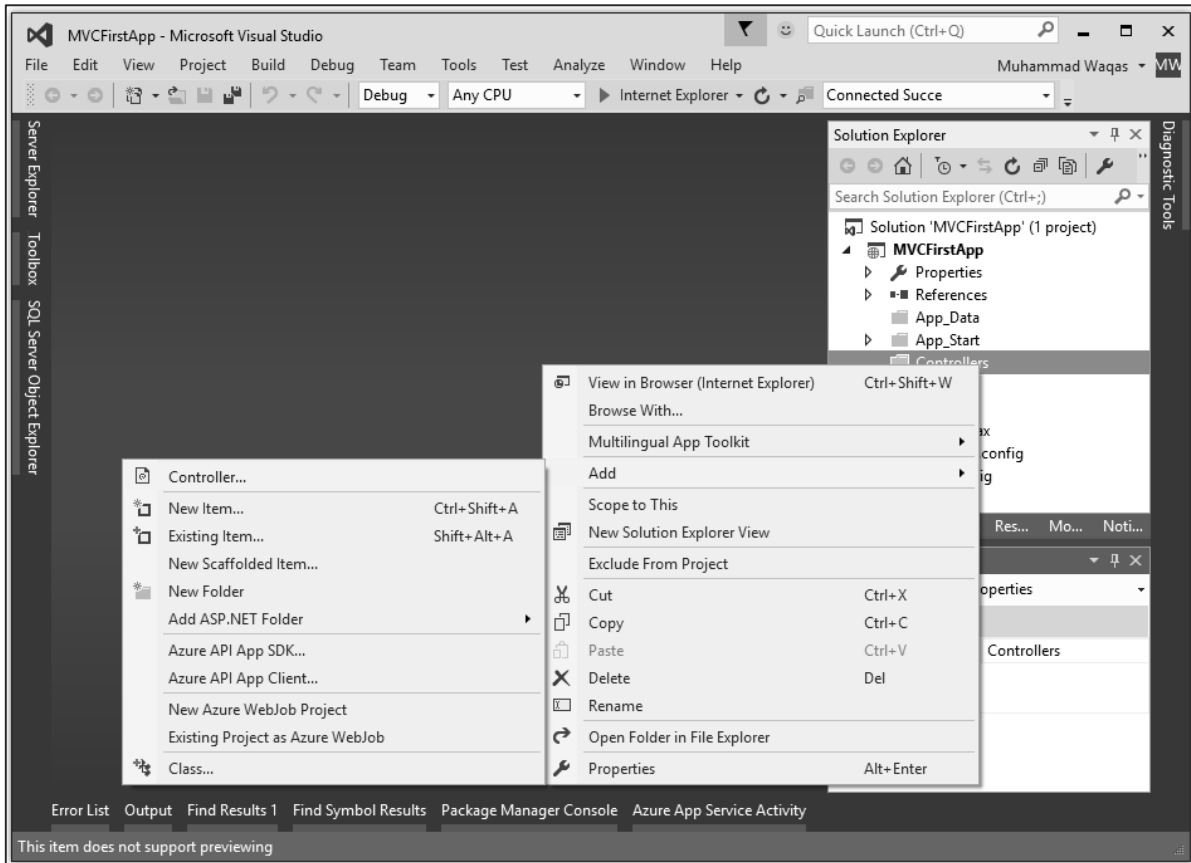 MVCFirstApp - Microsoft Visual Studio
Quick Launch (Ctrl+Q)
File Edit View Project Build Debug Team Tools Test Analyze Window Help
Muhammad Waqas MW
Debug Any CPU Internet Explorer Connected Succe
Server Explorer
Toolbox
SQL Server Object Explorer
Solution Explorer
Search Solution Explorer (Ctrl+;)
Solution 'MVCFirstApp' (1 project)
MVCFirstApp
Properties
References
App_Data
App_Start
Controllers
ax
config
ig
Res... Mo... Noti...
operties
Controllers
Diagnostic Tools
View in Browser (Internet Explorer) Ctrl+Shift+W
Browse With...
Multilingual App Toolkit
Add
Scope to This
New Solution Explorer View
Exclude From Project
Cut Ctrl+X
Copy Ctrl+C
Paste Ctrl+V
Delete Del
Rename
Open Folder in File Explorer
Properties Alt+Enter
Controller...
New Item... Ctrl+Shift+A
Existing Item... Shift+Alt+A
New Scaffolded Item...
New Folder
Add ASP.NET Folder
Azure API App SDK...
Azure API App Client...
New Azure WebJob Project
Existing Project as Azure WebJob
Class...
Error List Output Find Results 1 Find Symbol Results Package Manager Console Azure App Service Activity
This item does not support previewing